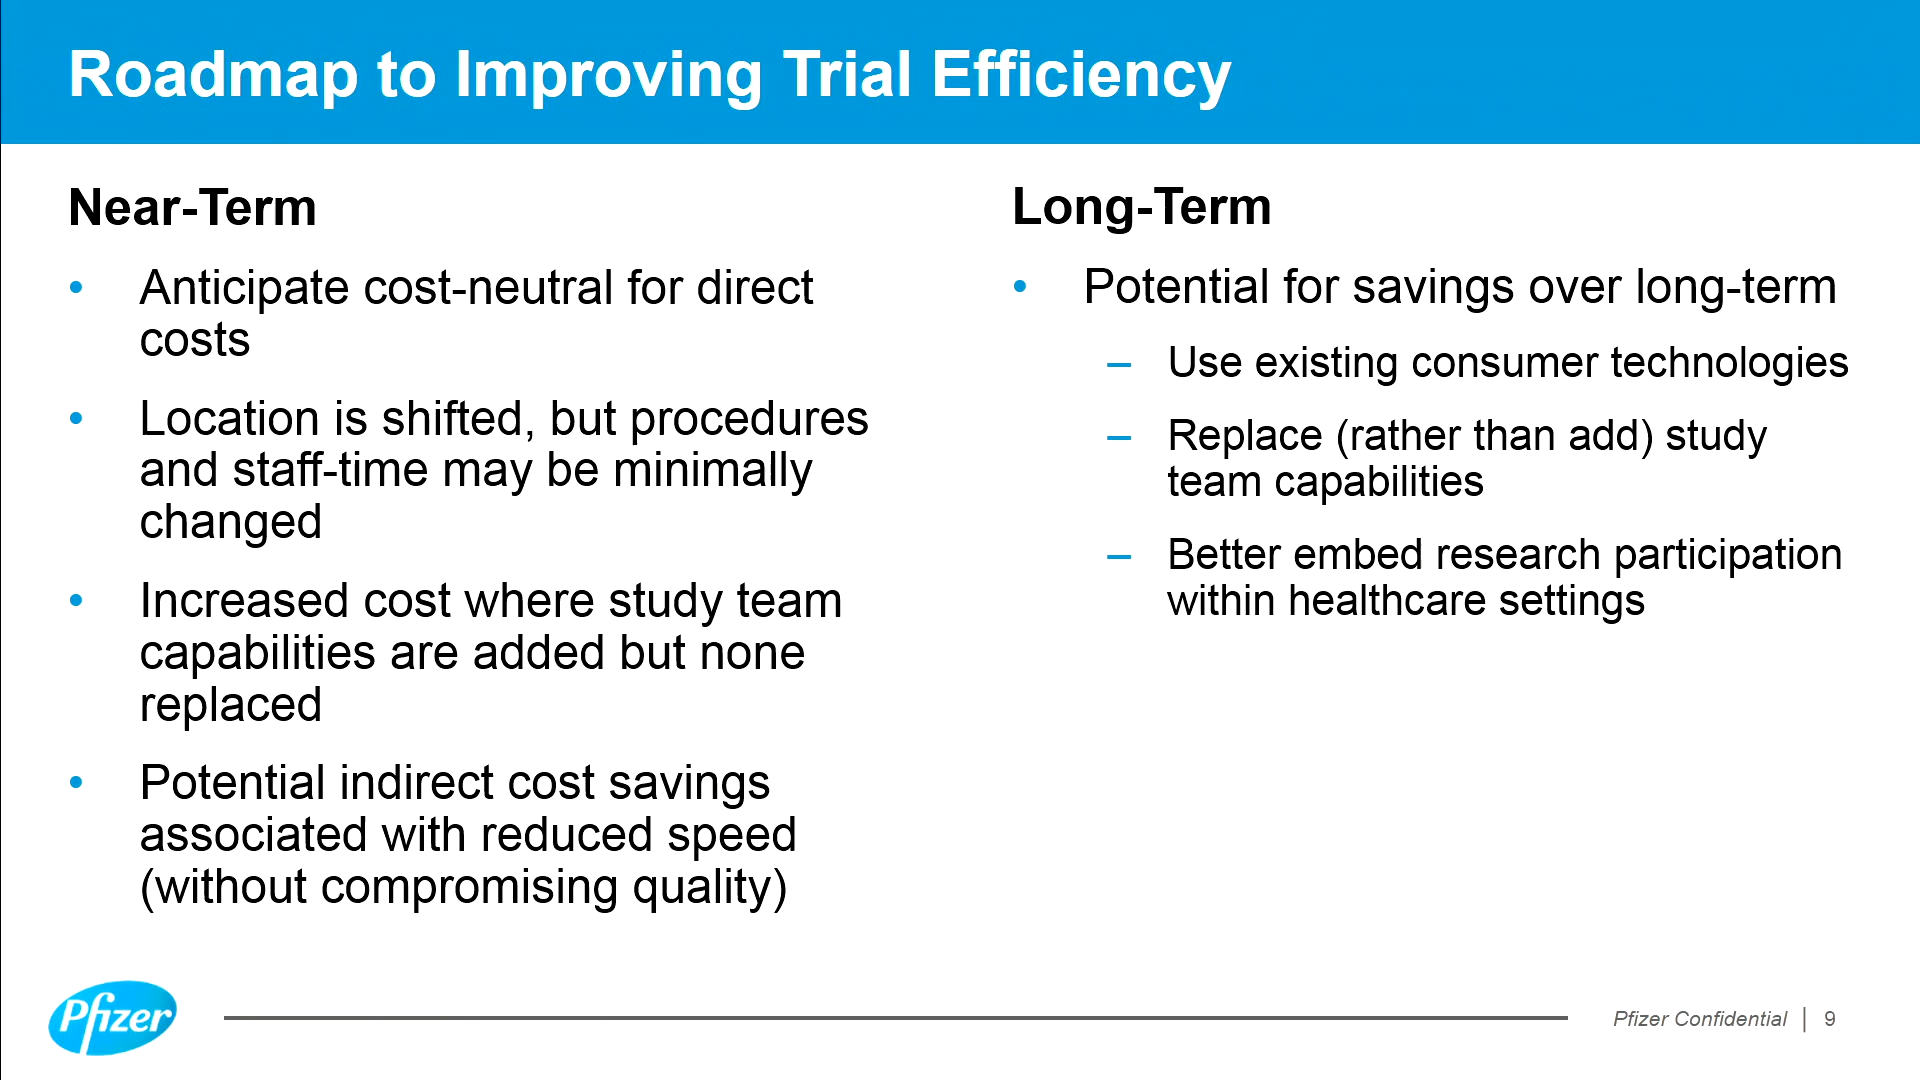 Roadmap to Improving Trial Efficiency
Near-Term
• Anticipate cost-neutral for direct
costs
• Location is shifted, but procedures
and staff-time may be minimally
changed
• Increased cost where study team
capabilities are added but none
replaced
• Potential indirect cost savings
associated with reduced speed
(without compromising quality)
Long-Term
• Potential for savings over long-term
– Use existing consumer technologies
– Replace (rather than add) study
team capabilities
– Better embed research participation
within healthcare settings
Pfizer
Pfizer Confidential | 9